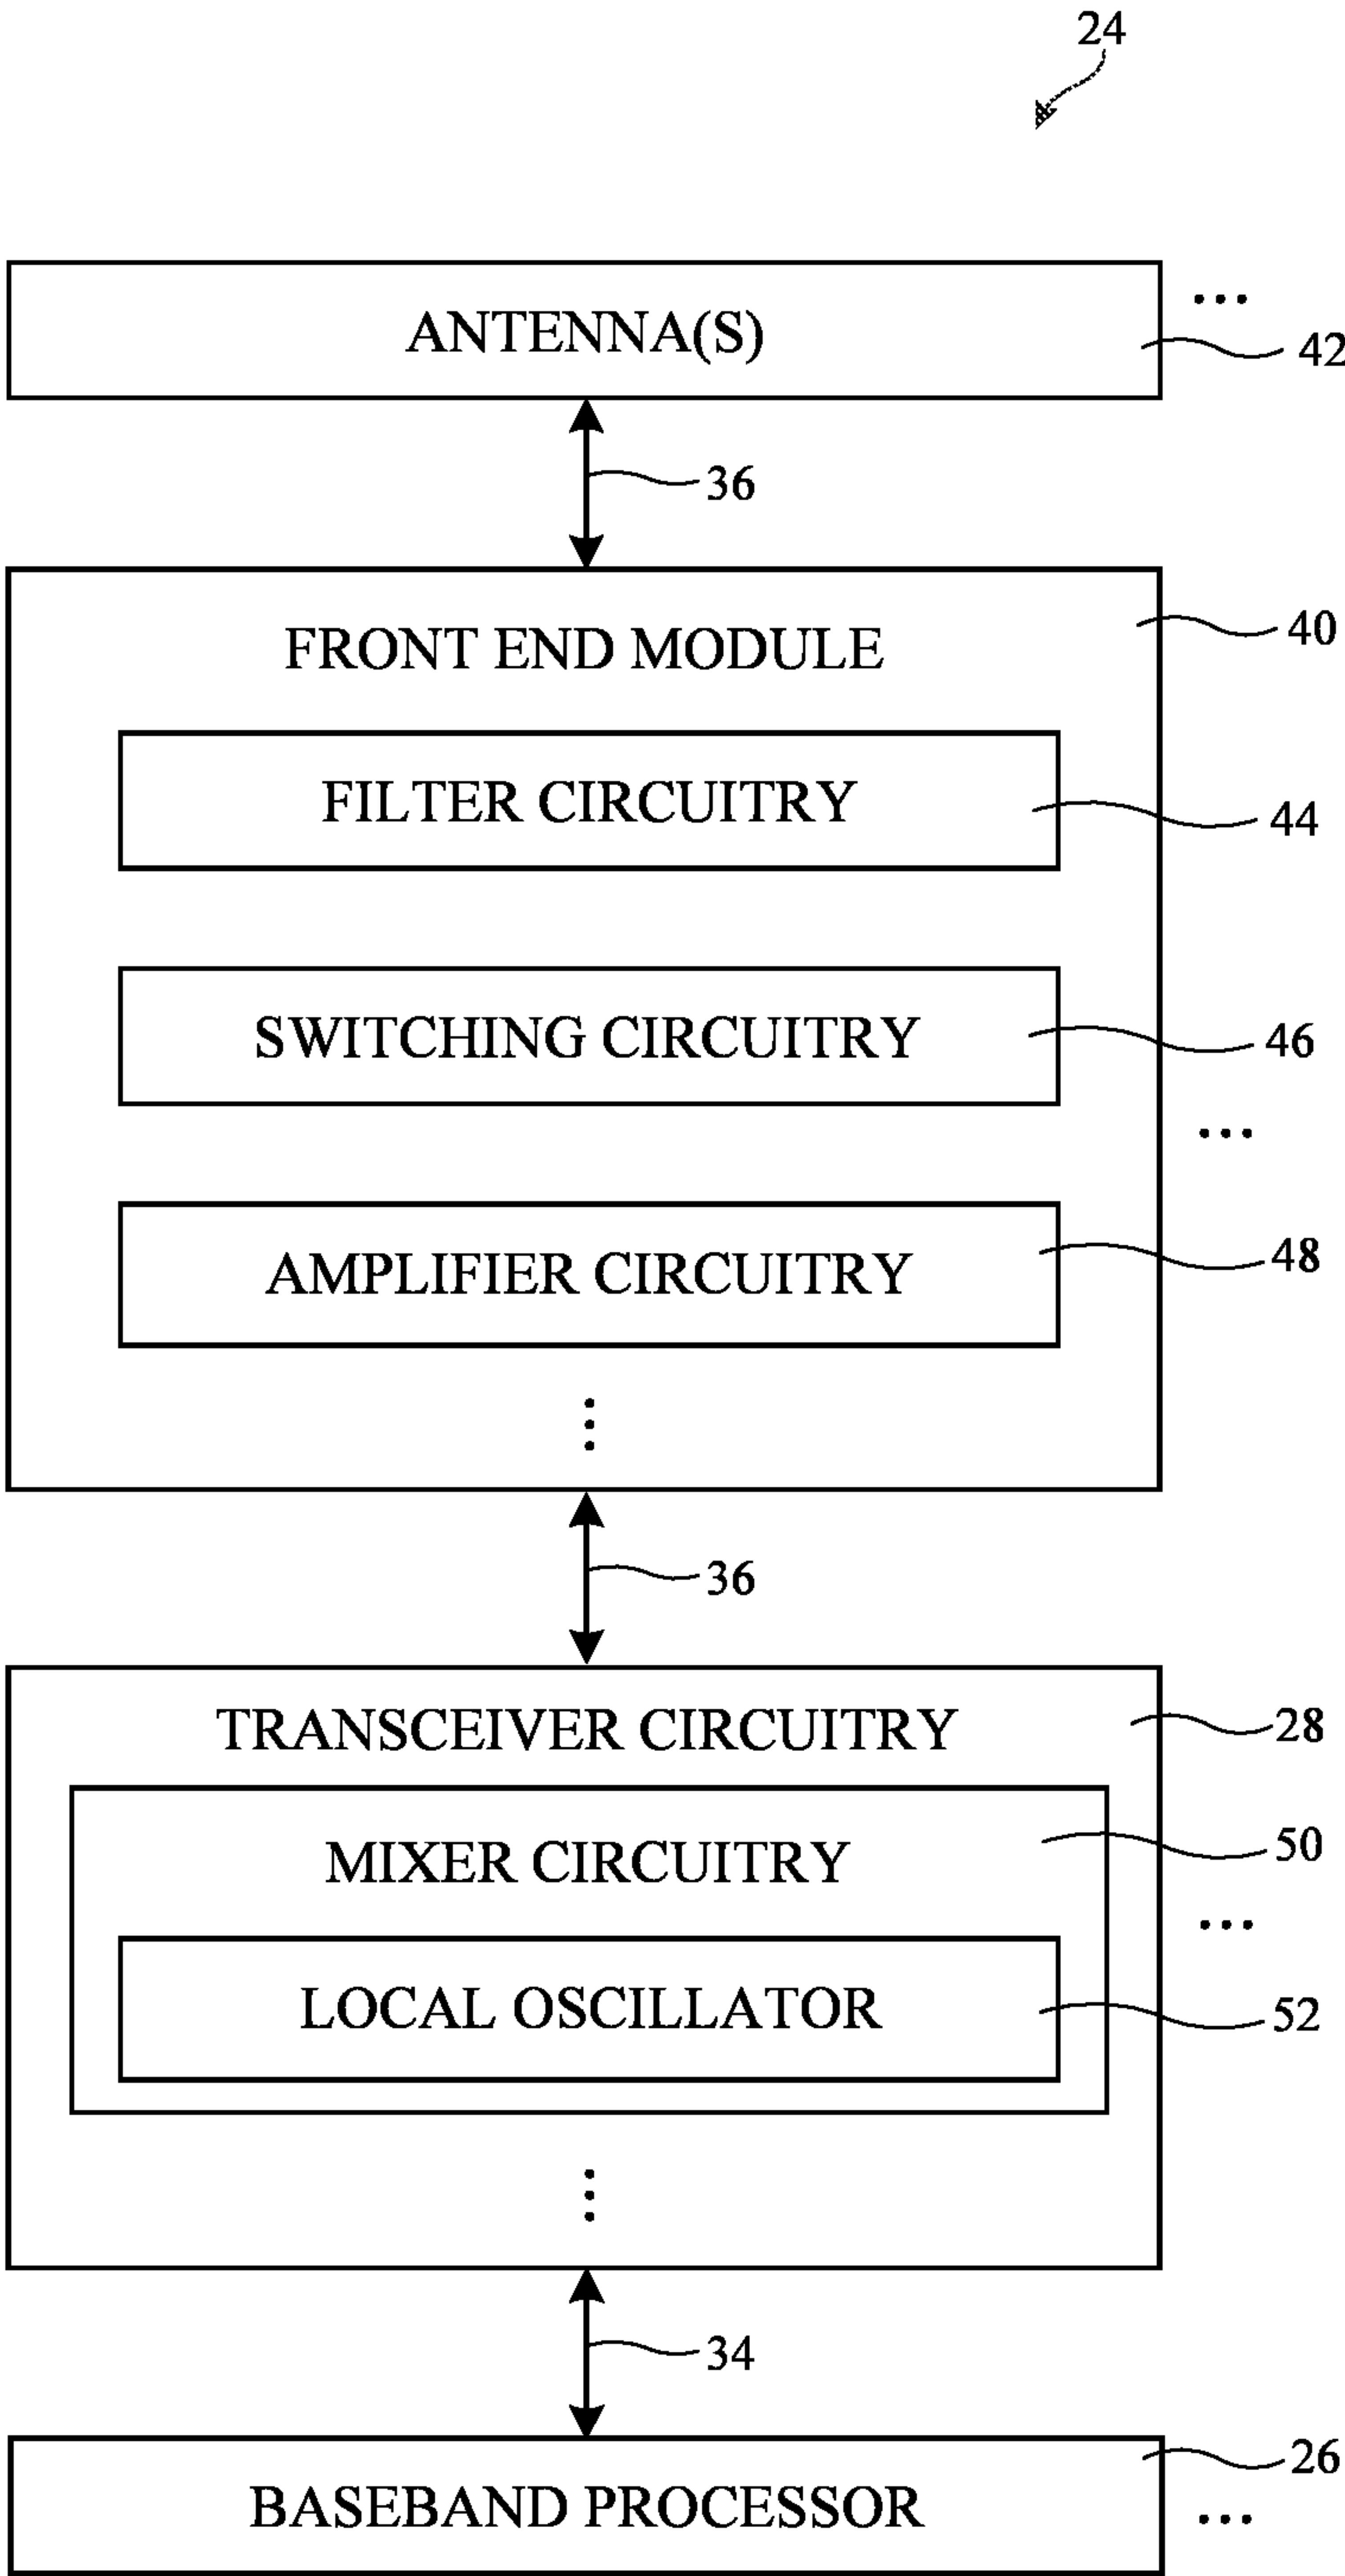 24
ANTENNA(S)
...
42
36
FRONT END MODULE
40
FILTER CIRCUITRY
44
SWITCHING CIRCUITRY
46
...
AMPLIFIER CIRCUITRY
48
...
36
TRANSCEIVER CIRCUITRY
28
MIXER CIRCUITRY
50
...
LOCAL OSCILLATOR
52
...
34
BASEBAND PROCESSOR
26
...